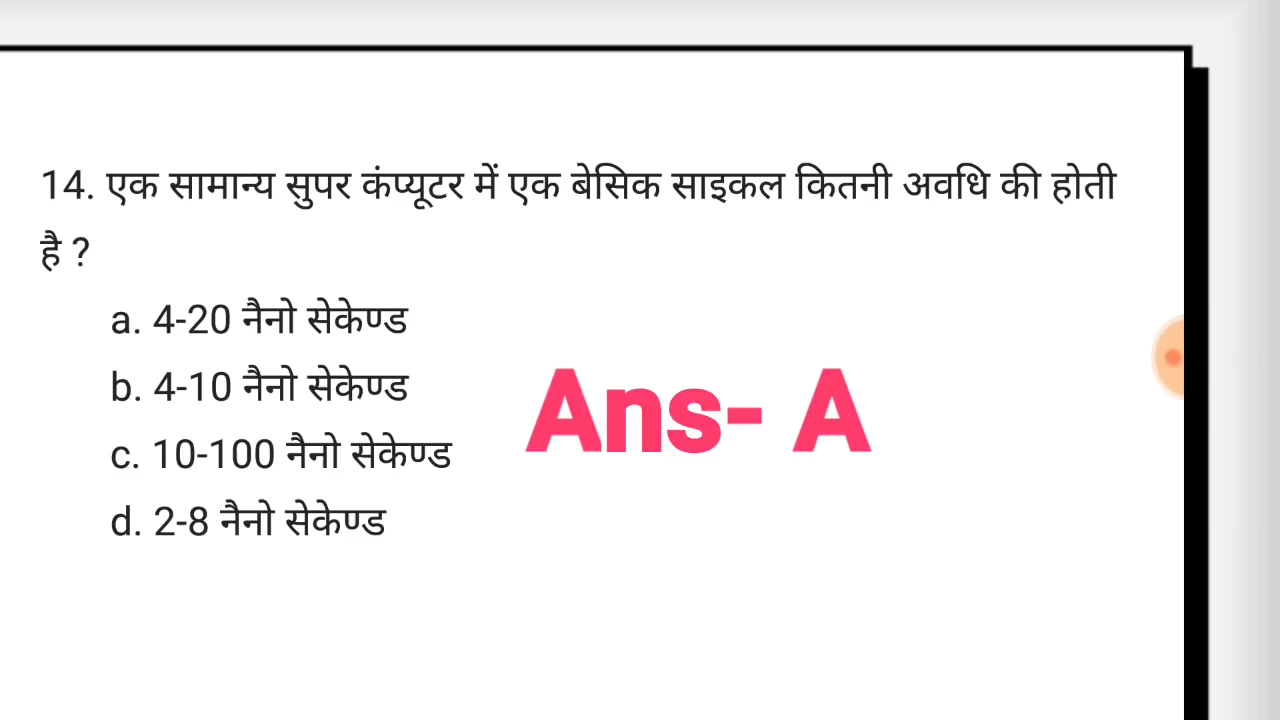 14. एक सामान्य सुपर कंप्यूटर में एक बेसिक साइकल कितनी अवधि की होती
है ?
a. 4-20 नैनो सेकेण्ड
b. 4-10 नैनो सेकेण्ड
Ans- A
c. 10-100 नैनो सेकेण्ड
d. 2-8 नैनो सेकेण्ड